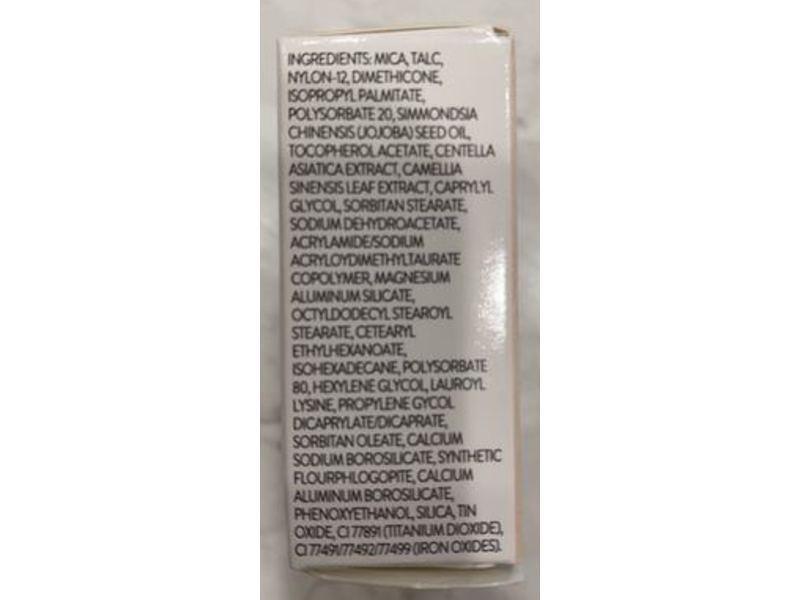 INGREDIENTS: MICA, TALC,
NYLON-12, DIMETHICONE,
ISOPROPYL PALMITATE,
POLYSORBATE 20, SIMMONDSIA
CHINENSIS (JOJOBA) SEED OIL,
TOCOPHEROL ACETATE, CENTELLA
ASIATICA EXTRACT, CAMELLIA
SINENSIS LEAF EXTRACT, CAPRYLYL
GLYCOL, SORBITAN STEARATE,
SODIUM DEHYDROACETATE,
ACRYLAMIDE/SODIUM
ACRYLOYDIMETHYLTAURATE
COPOLYMER, MAGNESIUM
ALUMINUM SILICATE,
OCTYLDODECYL STEAROYL
STEARATE, CETEARYL
ETHYLHEXANOATE,
ISOHEXADECANE, POLYSORBATE
80, HEXYLENE GLYCOL, LAUROYL
LYSINE, PROPYLENE GYCOL
DICAPRYLATE/DICAPRATE,
SORBITAN OLEATE, CALCIUM
SODIUM BOROSILICATE, SYNTHETIC
FLOURPHLOGOPITE, CALCIUM
ALUMINUM BOROSILICATE,
PHENOXYETHANOL, SILICA, TIN
OXIDE, CI 77891 (TITANIUM DIOXIDE),
CI 77491/77492/77499 (IRON OXIDES).